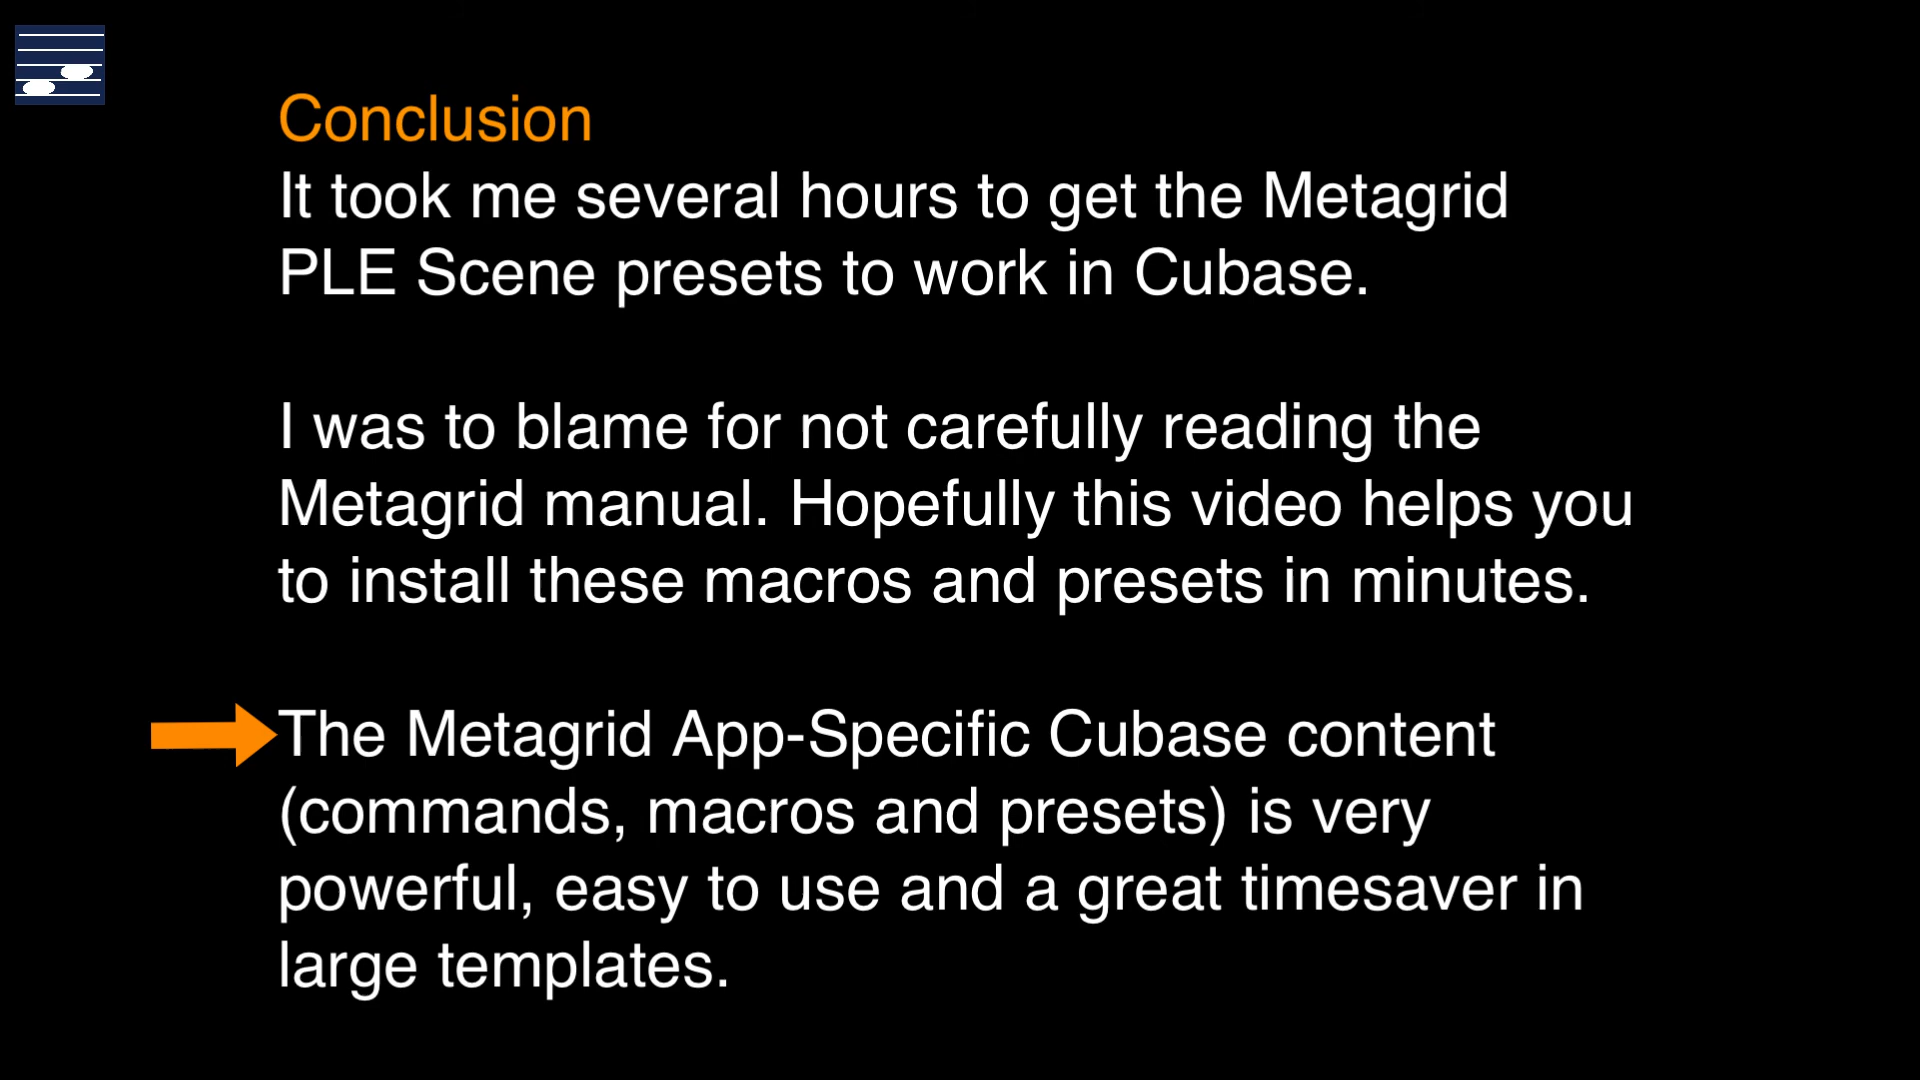 Conclusion
It took me several hours to get the Metagrid
PLE Scene presets to work in Cubase.
I was to blame for not carefully reading the
Metagrid manual. Hopefully this video helps you
to install these macros and presets in minutes.
The Metagrid App-Specific Cubase content
(commands, macros and presets) is very
powerful, easy to use and a great timesaver in
large templates.